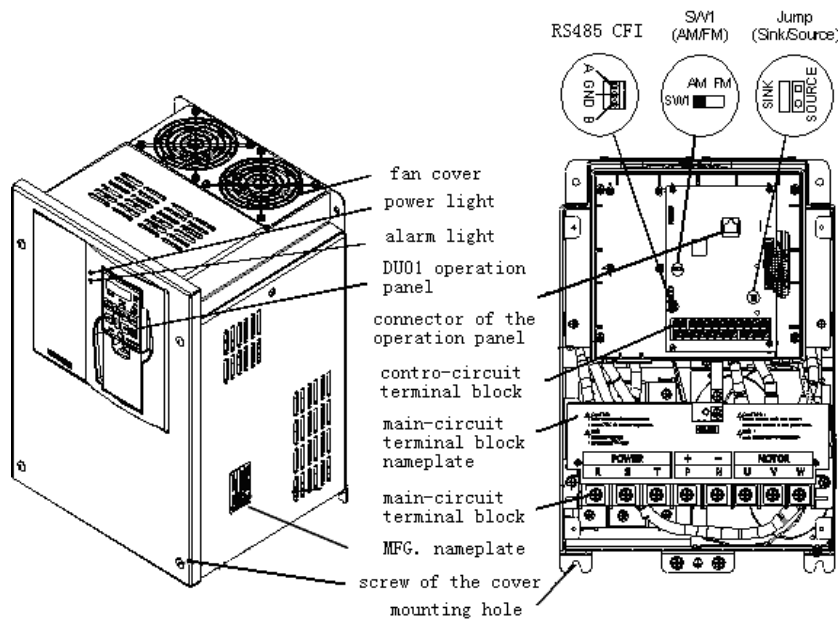 RS485 CFI
SW1
(AM/FM)
Jump
(Sink/Source)
A GND B
AM FM
SW1
SINK
SOURCE
fan cover
power light
alarm light
DU01 operation
panel
connector of the
operation panel
contro-circuit
terminal block
main-circuit
terminal block
nameplate
main-circuit
terminal block
MFG. nameplate
screw of the cover
mounting hole
POWER + - MOTOR
R S T P N U V W